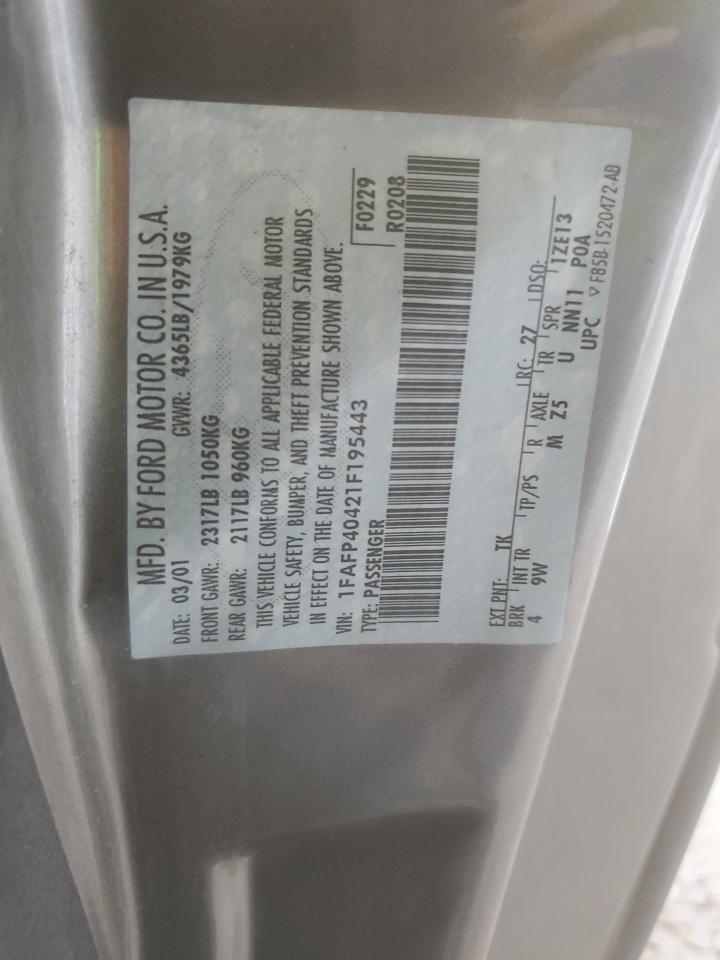 MFD. BY FORD MOTOR CO. IN U.S.A.
DATE: 03/01 GVWR: 4365LB/1979KG
FRONT GAWR: 2317LB 1050KG
REAR GAWR: 2117LB 960KG
THIS VEHICLE CONFORMS TO ALL APPLICABLE FEDERAL MOTOR
VEHICLE SAFETY, BUMPER, AND THEFT PREVENTION STANDARDS
IN EFFECT ON THE DATE OF MANUFACTURE SHOWN ABOVE.
VIN: 1FAFP40421F195443 F0229
TYPE: PASSENGER R0208
EXT PNT: TK RC: 27 DSO:
BRK INT TR TP/PS R AXLE TR SPR 1ZE13
4 9W M Z5 U NN11 POA
UPC ▽F85B-1520472-AB